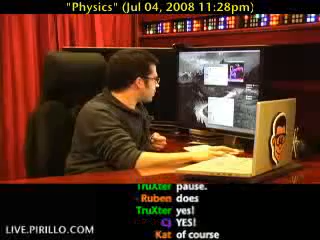 "Physics" (Jul 04, 2008 11:28pm)
TruXter pause.
Ruben does
TruXter yes!
CJ YES!
Kat of course
LIVE.PIRILLO.COM